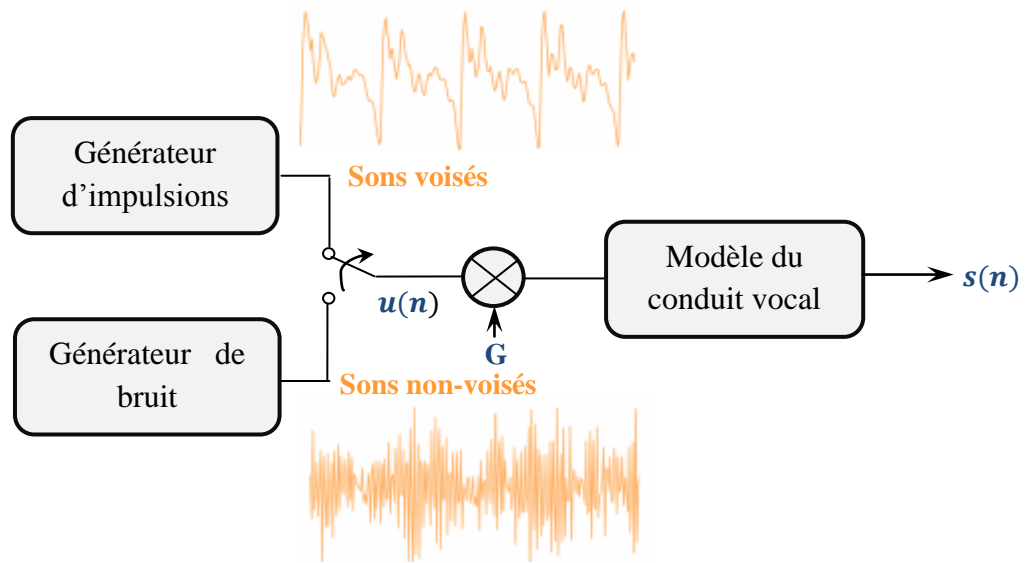 Générateur
d’impulsions
Sons voisés
Modèle du
conduit vocal
s(n)
u(n)
G
Générateur de
bruit
Sons non-voisés